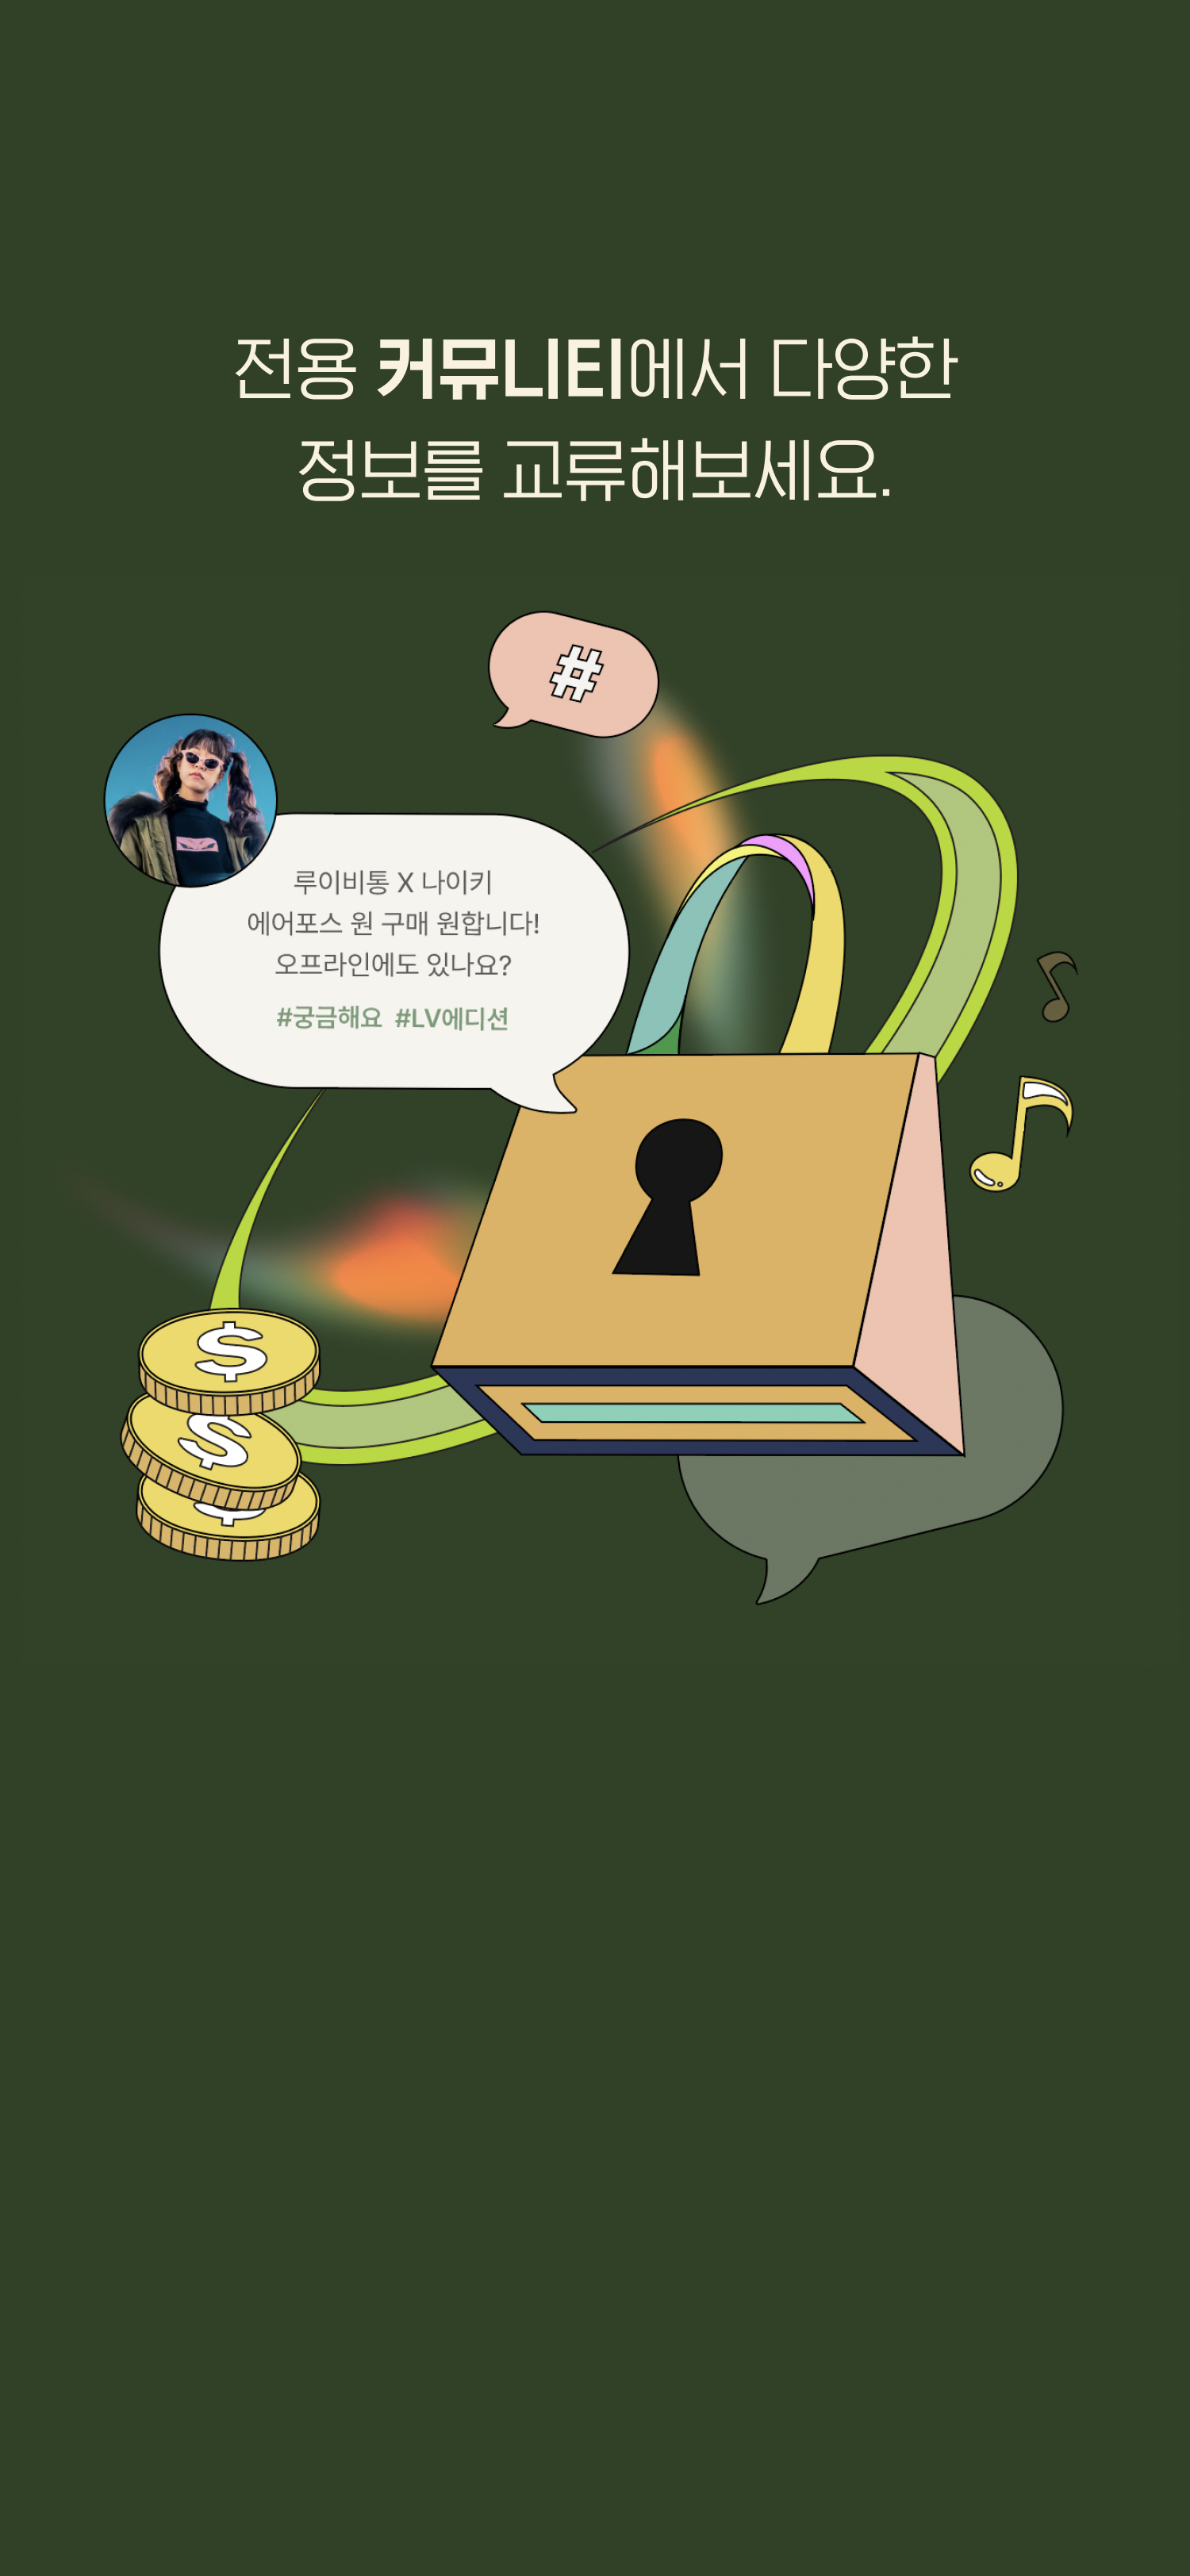 전용 커뮤니티에서 다양한
정보를 교류해보세요.
#
루이비통 X 나이키
에어포스 원 구매 원합니다!
오프라인에도 있나요?
#궁금해요 #LV에디션
$
$
$